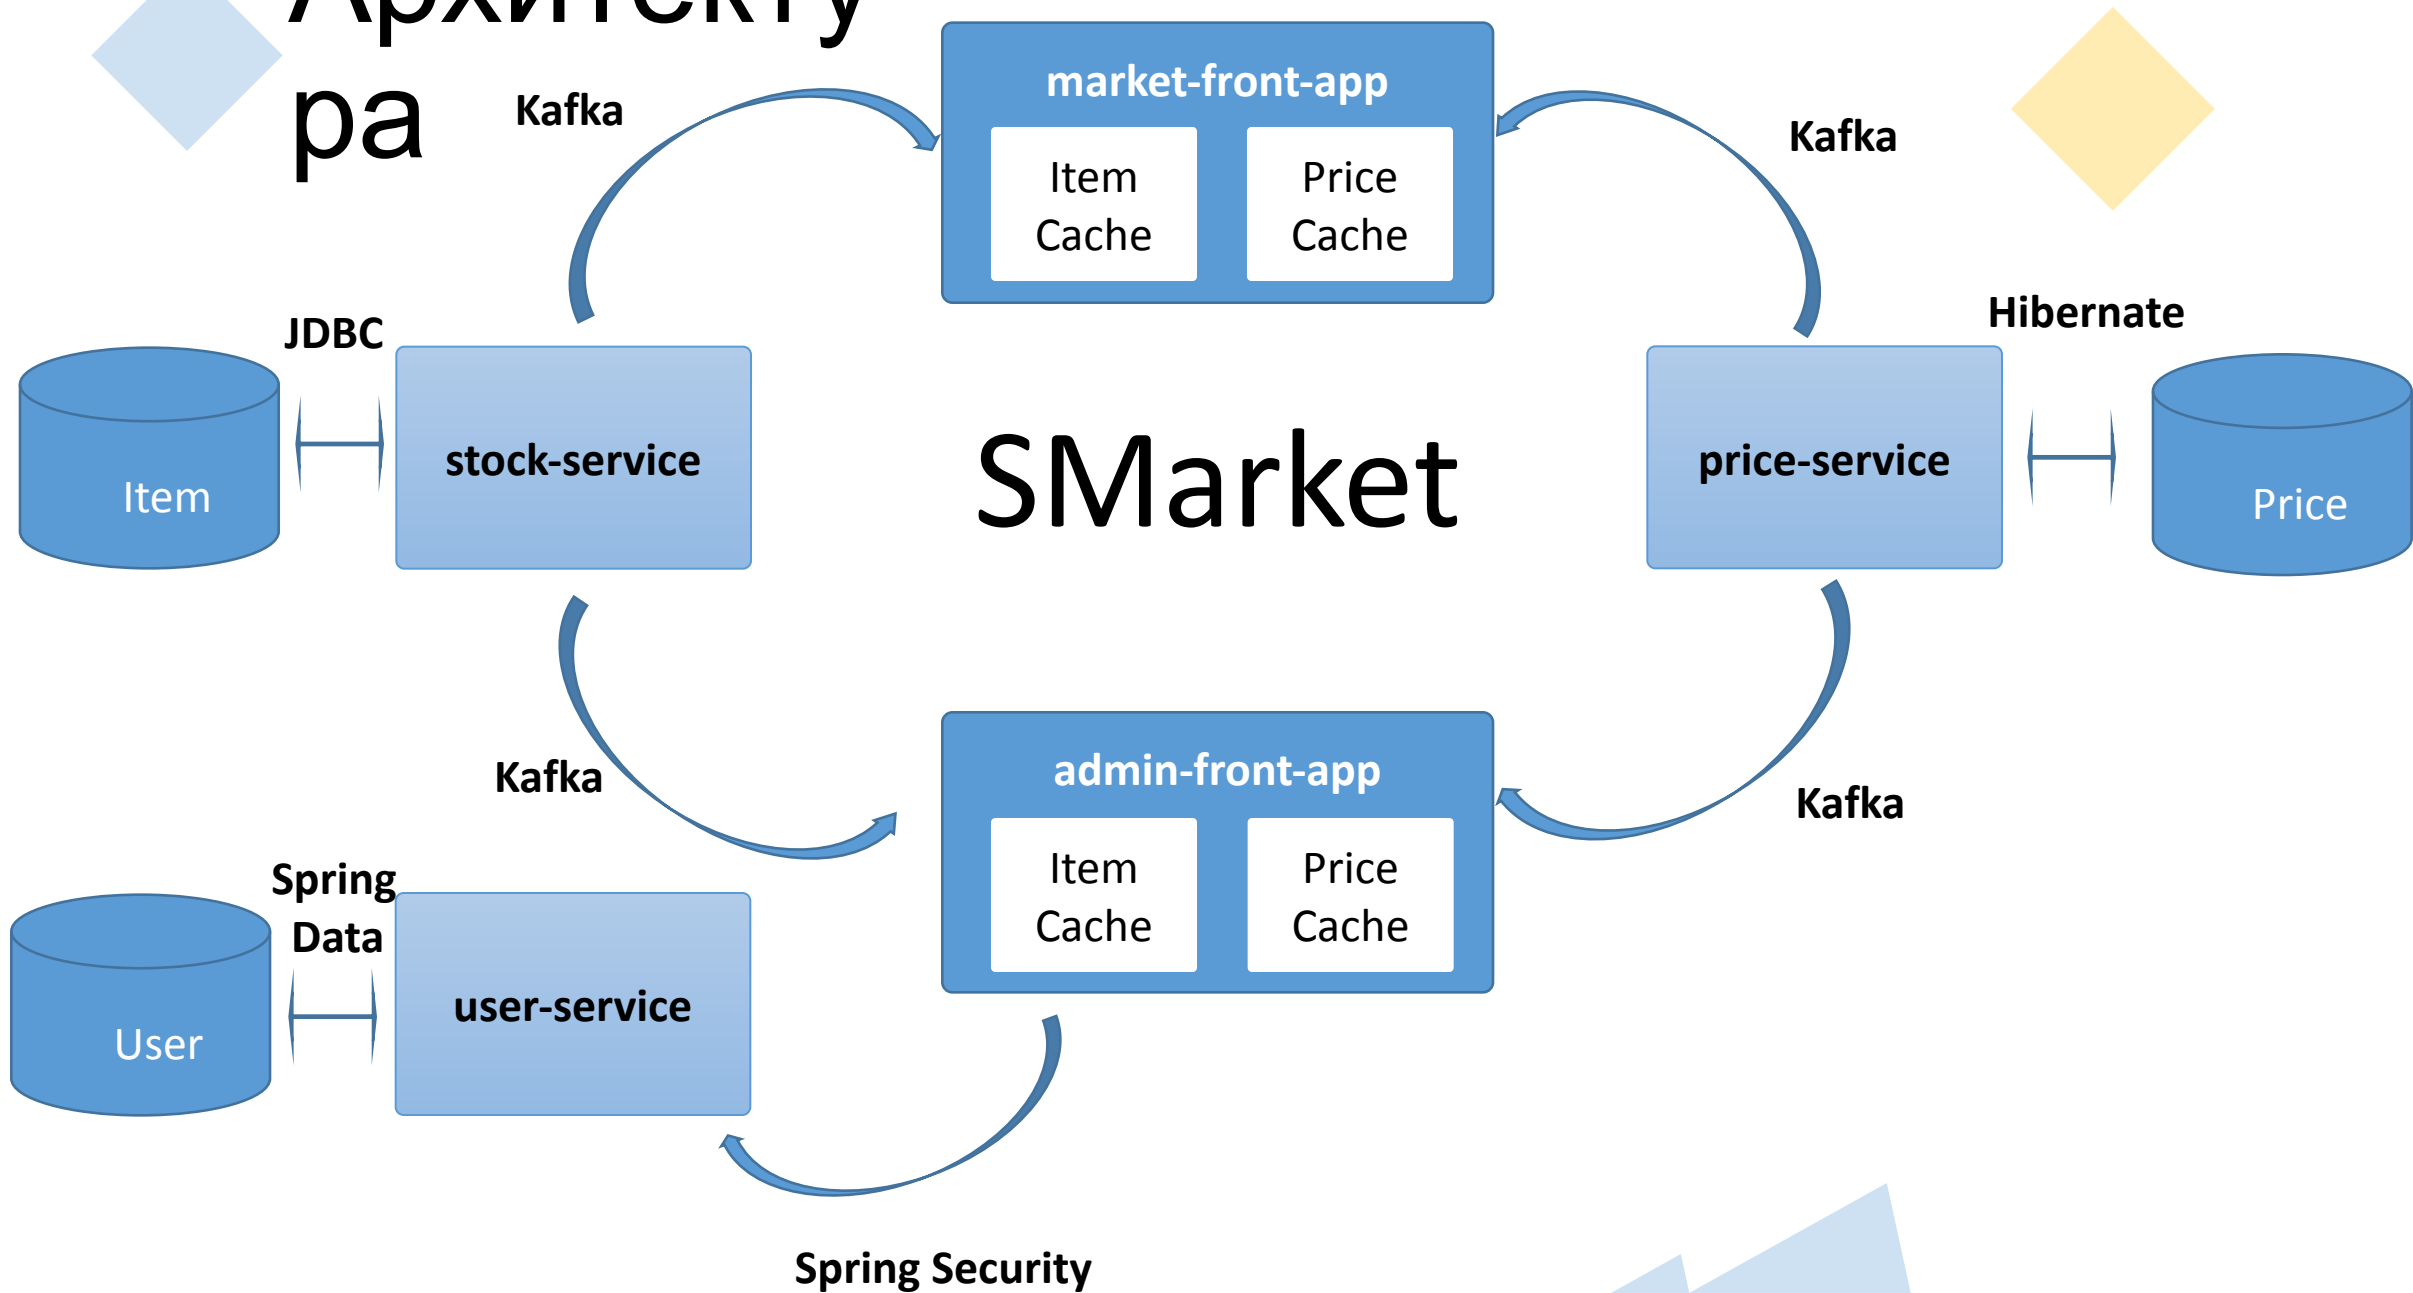 Архитекту
ра
Kafka
market-front-app
Item
Cache
Price
Cache
Kafka
JDBC
Hibernate
Item
stock-service
SMarket
price-service
Price
Kafka
admin-front-app
Item
Cache
Price
Cache
Kafka
Spring
Data
User
user-service
Spring Security